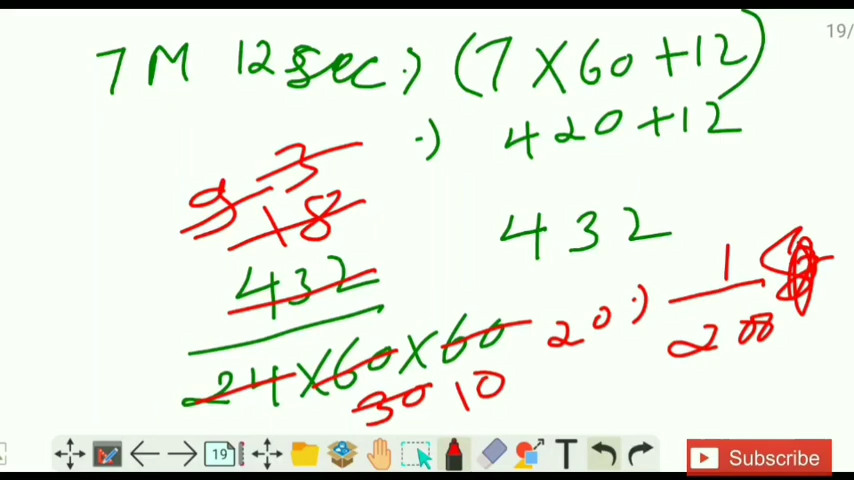 19/
7 M 12 sec ∴) (7 X 60 + 12)
∴) 420 + 12
3
9
18
432
432
24 X 60 X 60
30 10
20 ∴) 1
200
19
T
Subscribe